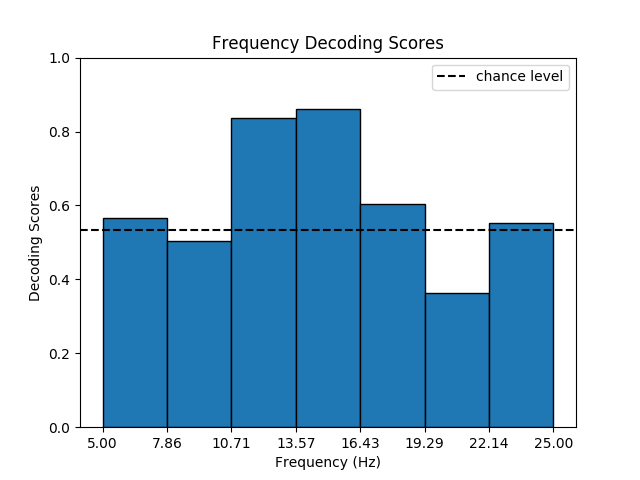 Frequency Decoding Scores
chance level
1.0
0.8
0.6
0.4
0.2
0.0
Decoding Scores
5.00 7.86 10.71 13.57 16.43 19.29 22.14 25.00
Frequency (Hz)